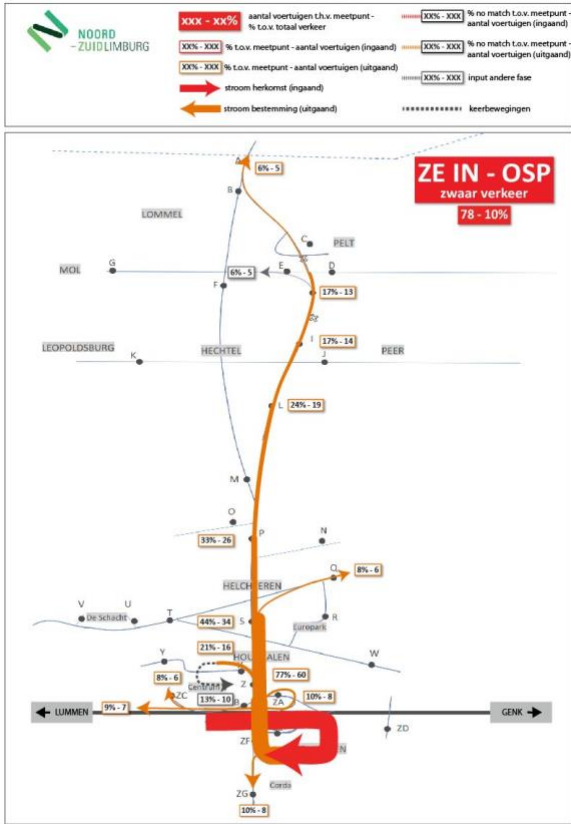 NOORD
-ZUIDLIMBURG
xxx - xx%
aantal voertuigen t.h.v. meetpunt -
% t.o.v. totaal verkeer
XX% - XXX
% t.o.v. meetpunt - aantal voertuigen (ingaand)
XX% - XXX
% t.o.v. meetpunt - aantal voertuigen (uitgaand)
stroom herkomst (ingaand)
stroom bestemming (uitgaand)
XX% - XXX
% no match t.o.v. meetpunt -
aantal voertuigen (ingaand)
XX% - XXX
% no match t.o.v. meetpunt -
aantal voertuigen (uitgaand)
XX% - XXX
input andere fase
keerbewegingen
ZE IN - OSP
zwaar verkeer
78 - 10%
A
6% - 5
B
LOMMEL
C
PELT
MOL
G
6% - 5
E
D
F
17% - 13
I
17% - 14
LEOPOLDSBURG
HECHTEL
PEER
K
J
L
24% - 19
M
O
P
N
33% - 26
Q
8% - 6
HELCHTEREN
V
U
T
De Schacht
44% - 34
S
R
Europark
21% - 16
Y
W
77% - 60
8% - 6
ZC
Centrum
Z
13% - 10
B
ZA
10% - 8
9% - 7
LUMMEN
GENK
ZF
ZD
ZG
Corda
10% - 8